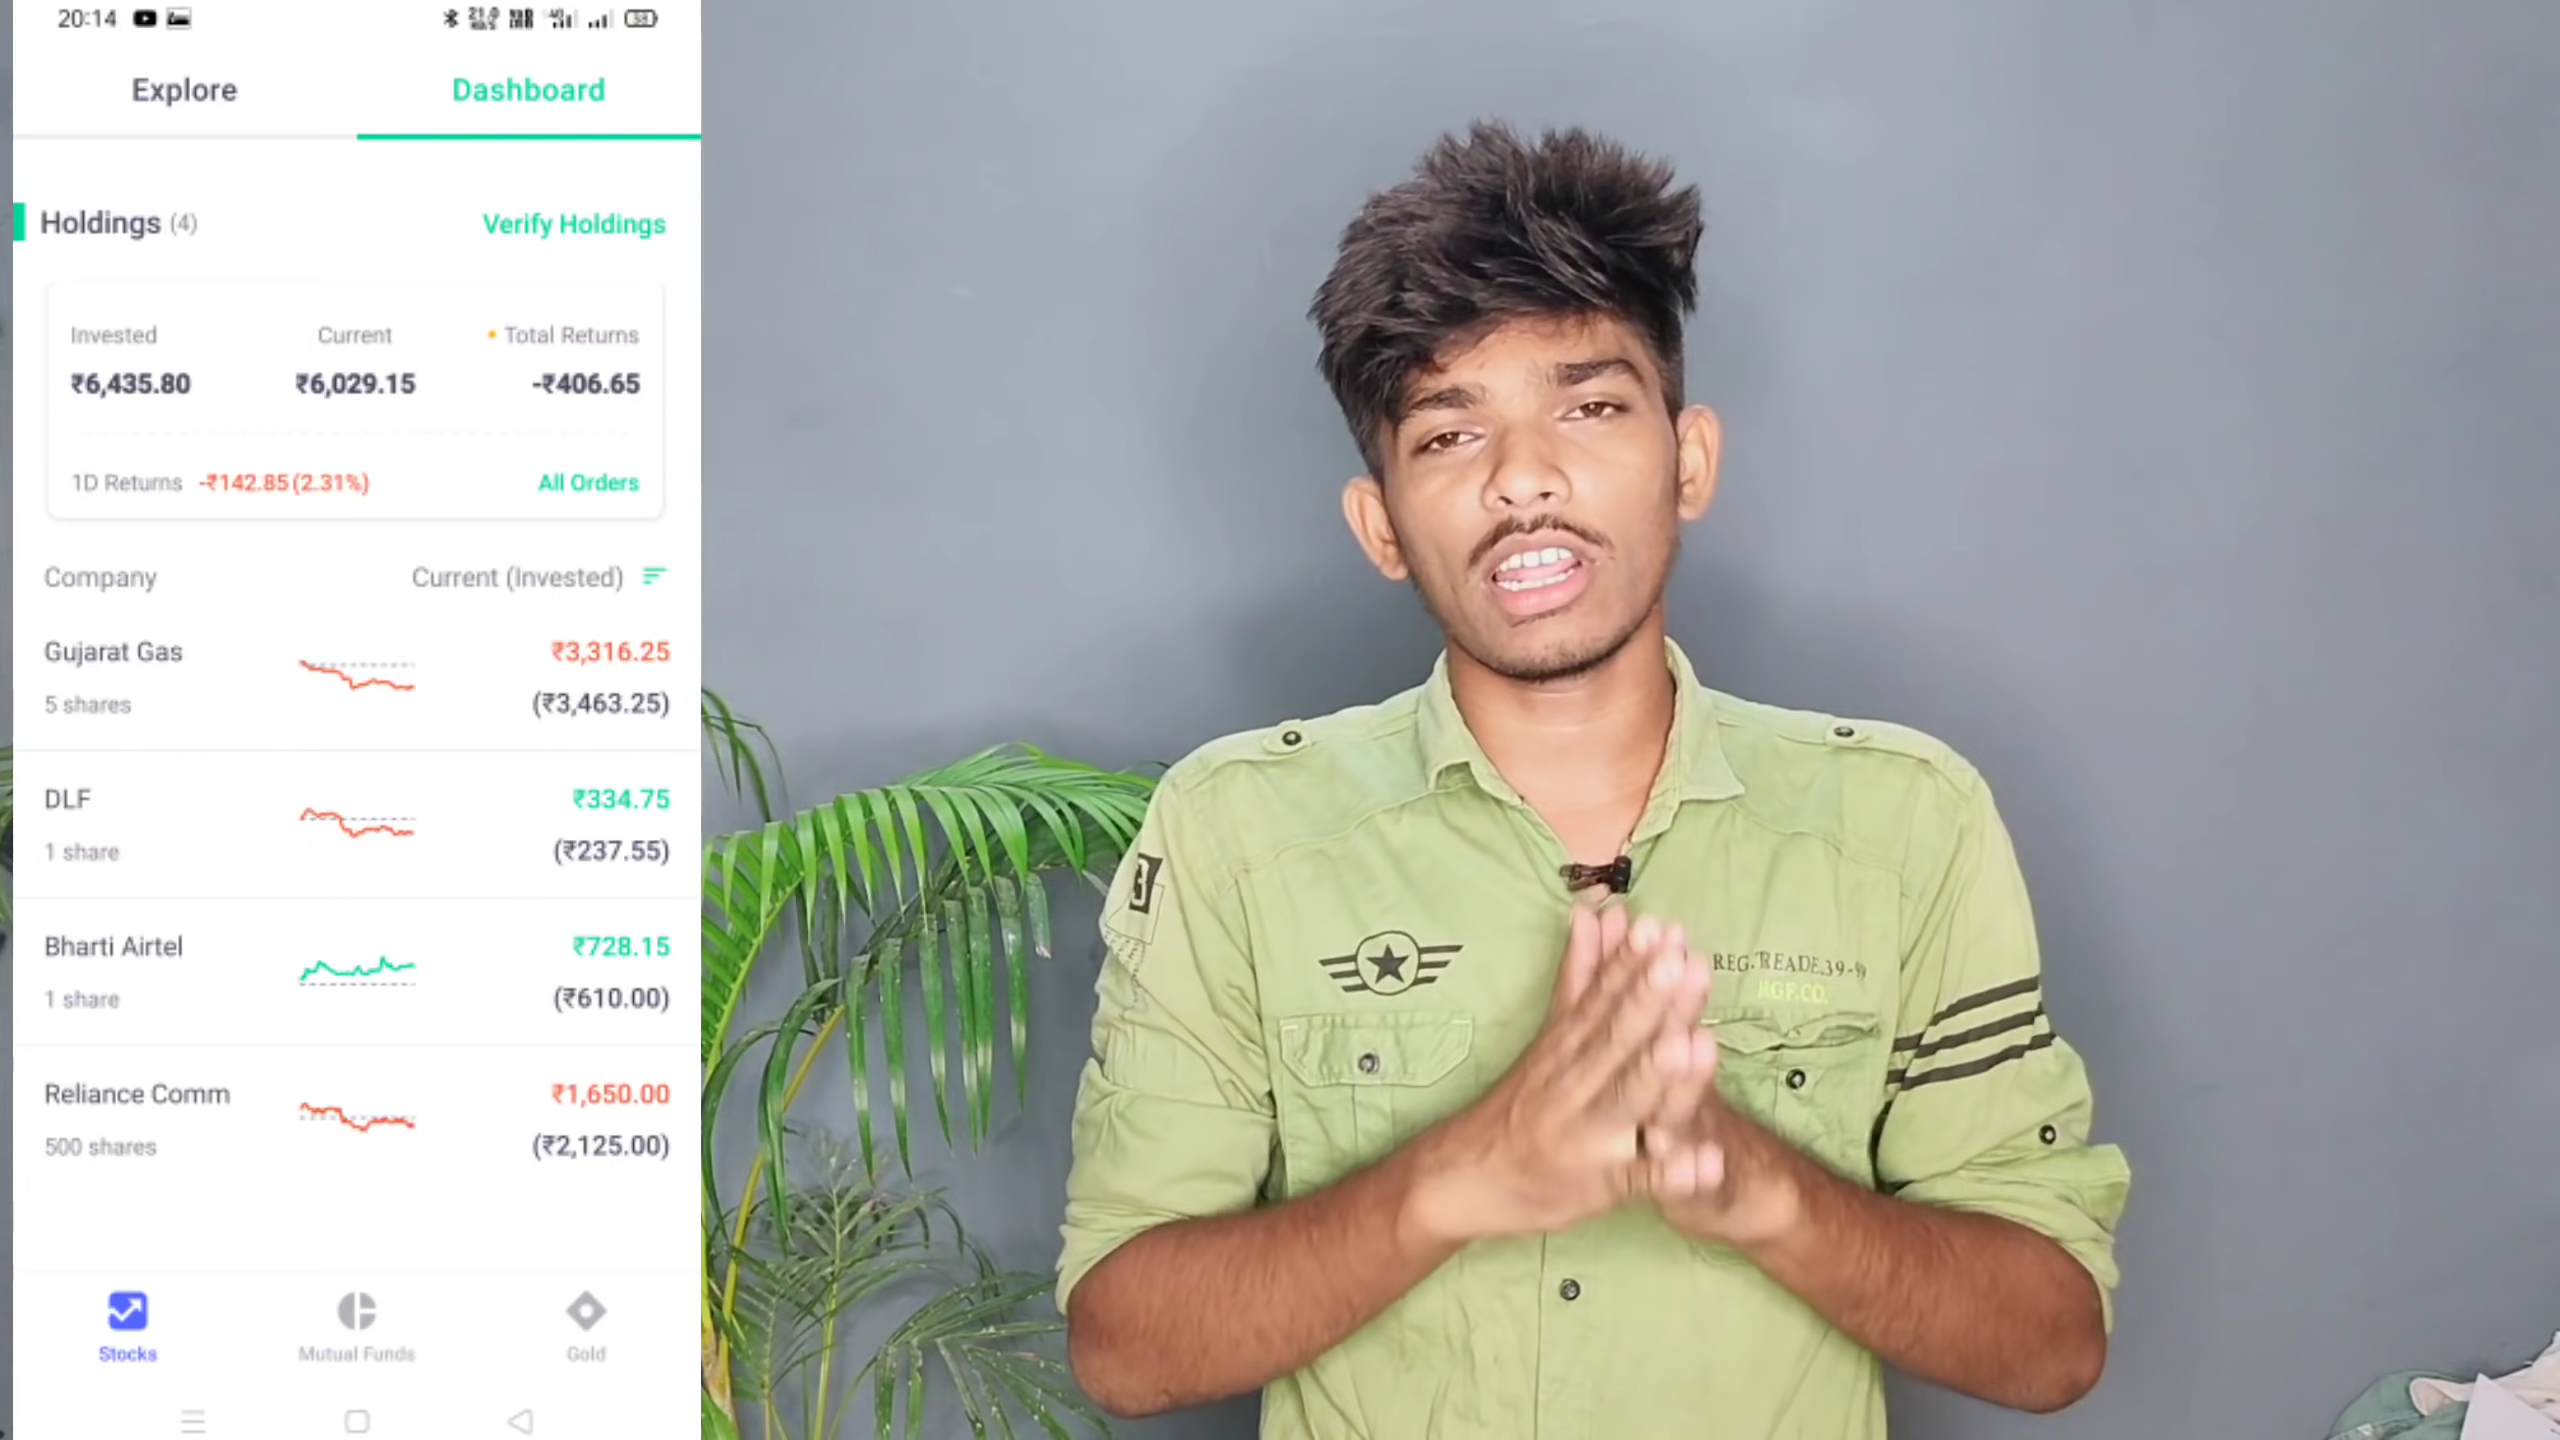 20:14
Explore
Dashboard
Holdings (4)
Verify Holdings
Invested
Current
Total Returns
₹6,435.80
₹6,029.15
-₹406.65
1D Returns -₹142.85 (2.31%)
All Orders
Company
Current (Invested)
Gujarat Gas
₹3,316.25
5 shares
(₹3,463.25)
DLF
₹334.75
1 share
(₹237.55)
Bharti Airtel
₹728.15
1 share
(₹610.00)
Reliance Comm
₹1,650.00
500 shares
(₹2,125.00)
Stocks
Mutual Funds
Gold
3
REG.
39-99